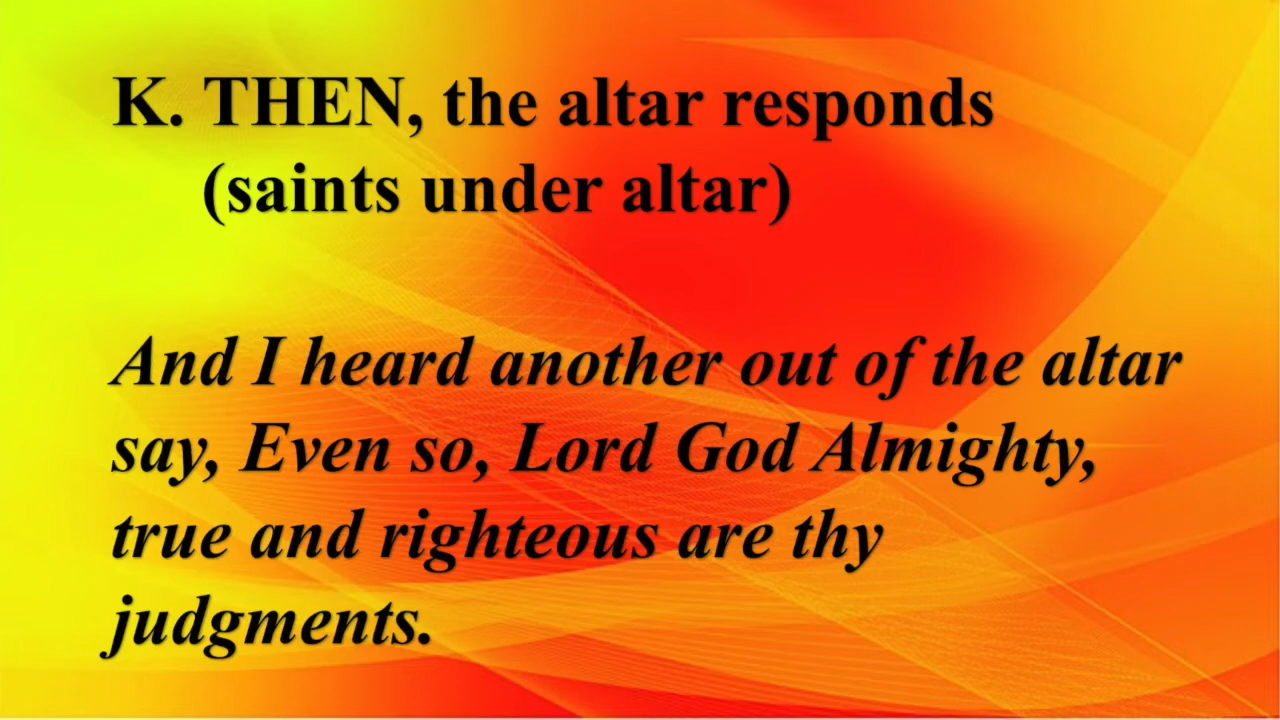 K. THEN, the altar responds
(saints under altar)
And I heard another out of the altar
say, Even so, Lord God Almighty,
true and righteous are thy
judgments.